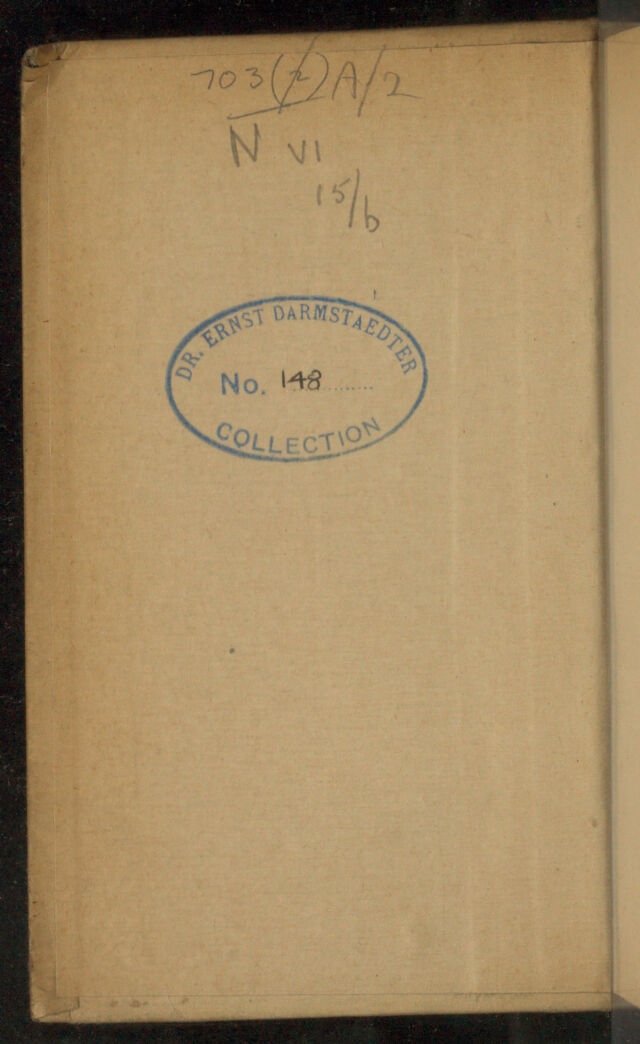 703(2)A/2
N VI
15/b
DR. ERNST DARMSTAEDTER
No. 148
COLLECTION